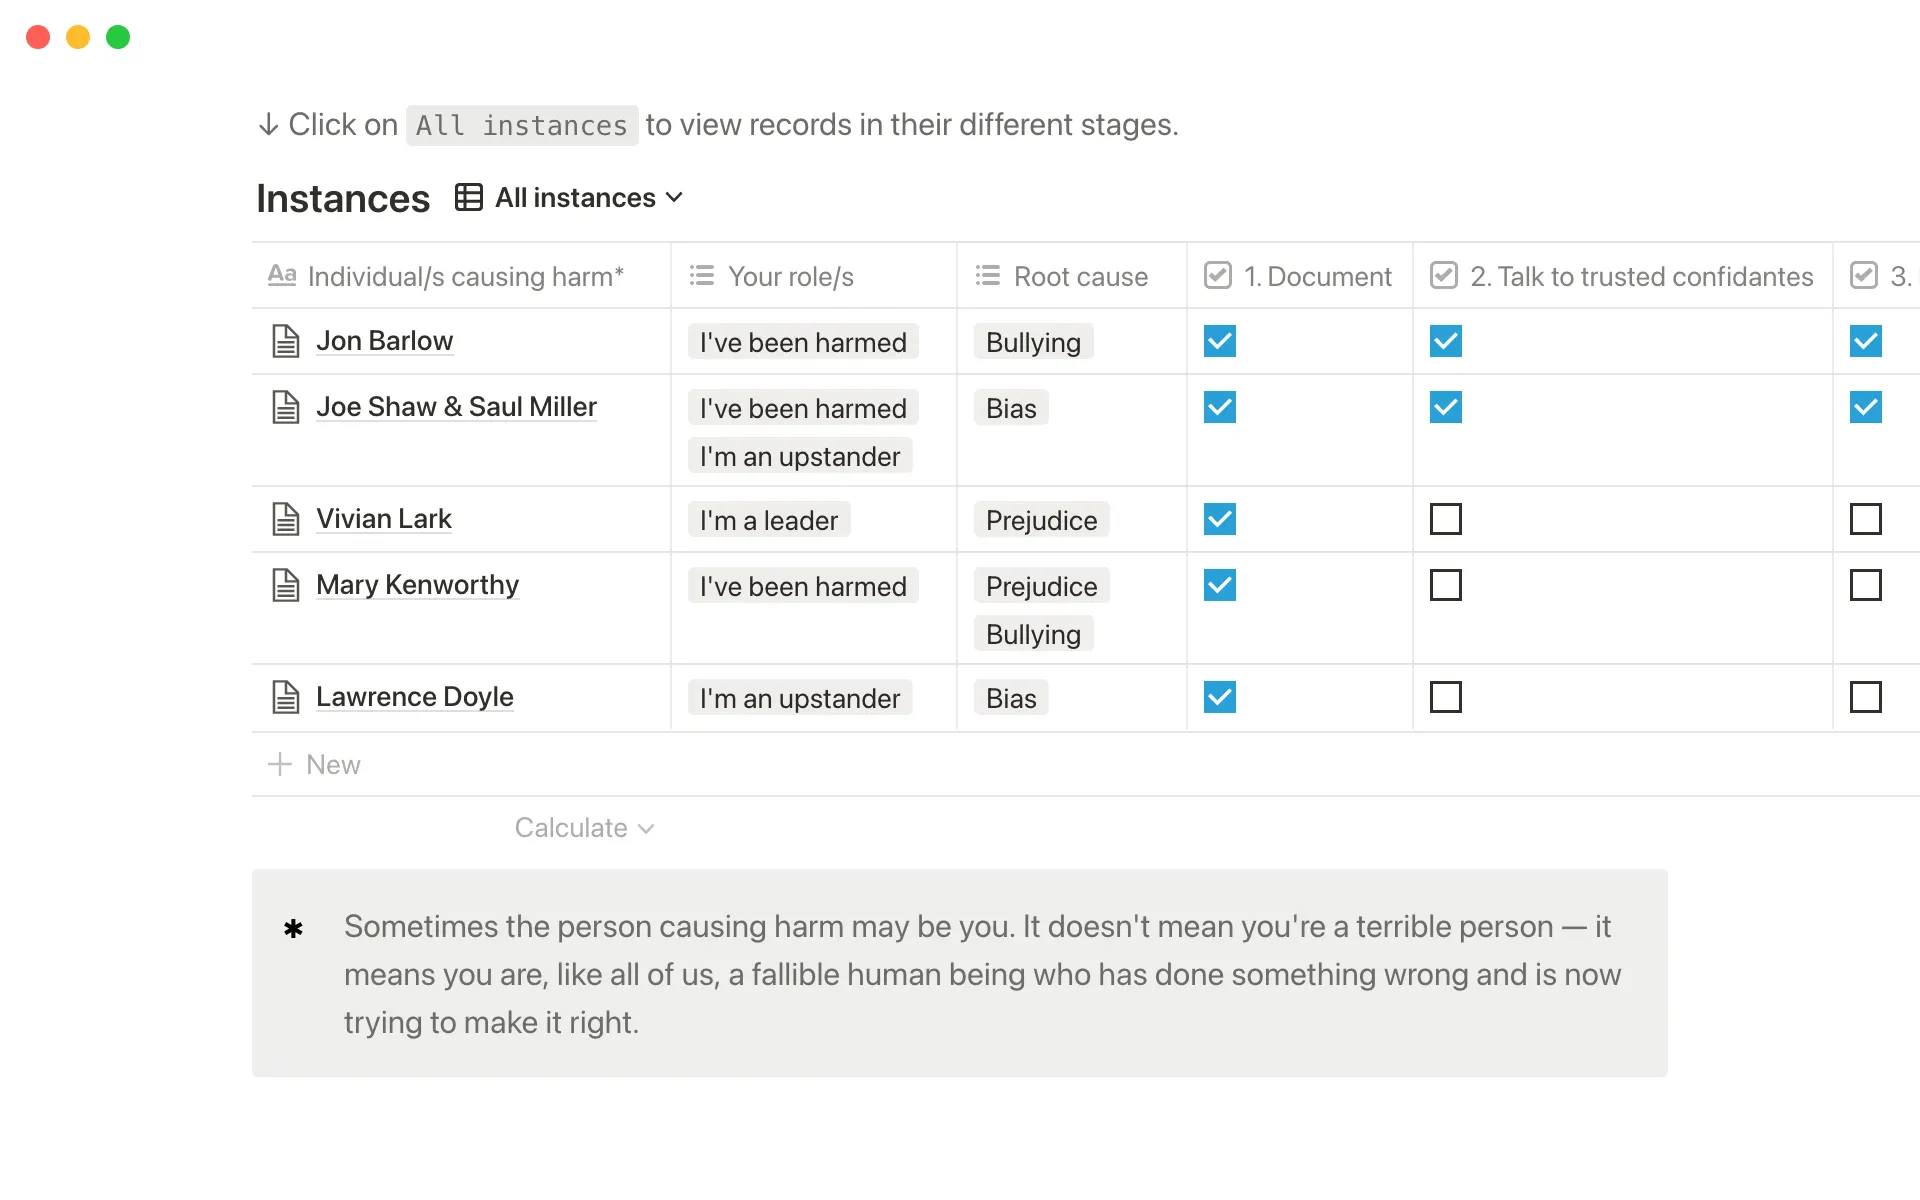 ↓ Click on All instances to view records in their different stages.
Instances All instances
Aa Individual/s causing harm* Your role/s Root cause 1. Document 2. Talk to trusted confidantes 3.
Jon Barlow I've been harmed Bullying
Joe Shaw & Saul Miller I've been harmed Bias
I'm an upstander
Vivian Lark I'm a leader Prejudice
Mary Kenworthy I've been harmed Prejudice
Bullying
Lawrence Doyle I'm an upstander Bias
+ New
Calculate
* Sometimes the person causing harm may be you. It doesn't mean you're a terrible person — it
means you are, like all of us, a fallible human being who has done something wrong and is now
trying to make it right.